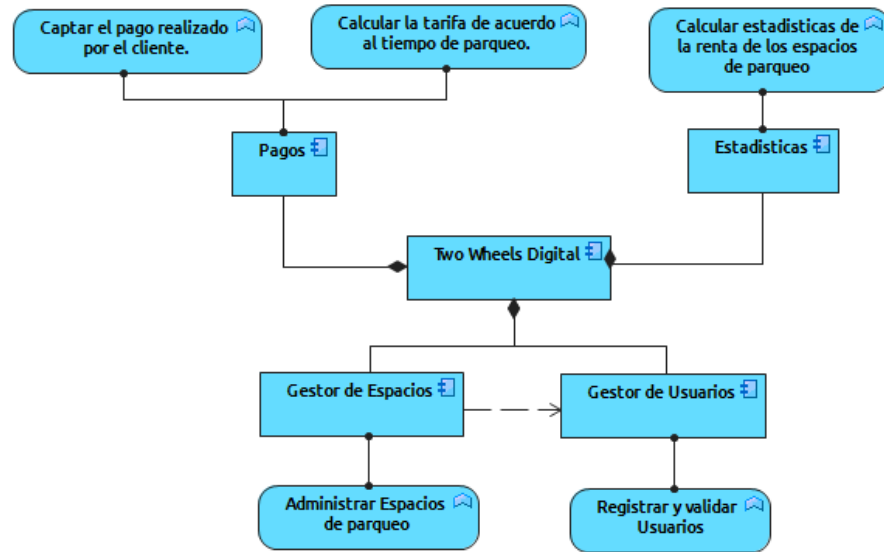 Captar el pago realizado
por el cliente.
Calcular la tarifa de acuerdo
al tiempo de parqueo.
Calcular estadisticas de
la renta de los espacios
de parqueo
Pagos
Estadisticas
Two Wheels Digital
Gestor de Espacios
Gestor de Usuarios
Administrar Espacios
de parqueo
Registrar y validar
Usuarios